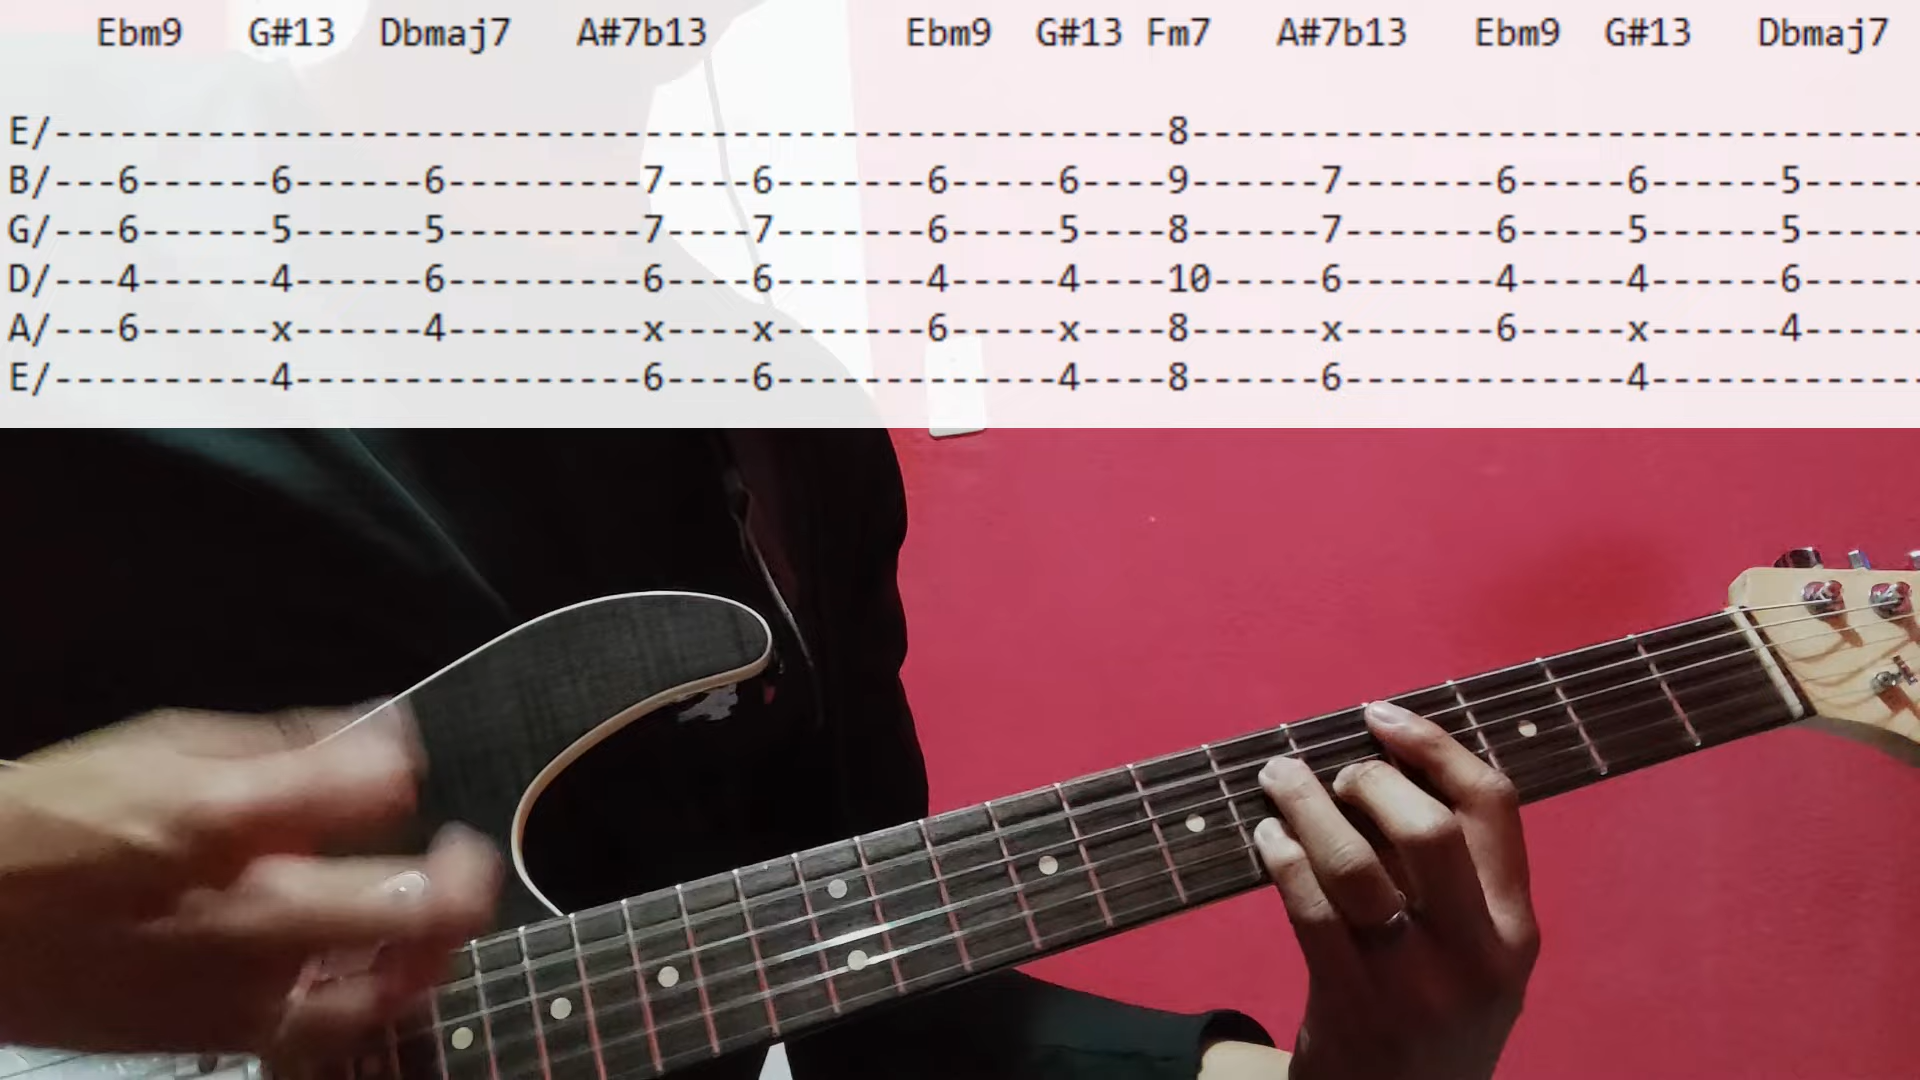 Ebm9 G#13 Dbmaj7 A#7b13 Ebm9 G#13 Fm7 A#7b13 Ebm9 G#13 Dbmaj7
E/---------------------------------------------------8---------------------------------
B/---6------6------6---------7----6-------6-----6----9------7-------6-----6------5-----
G/---6------5------5---------7----7-------6-----5----8------7-------6-----5------5-----
D/---4------4------6---------6----6-------4-----4----10-----6-------4-----4------6-----
A/---6------x------4---------x----x-------6-----x----8------x-------6-----x------4-----
E/----------4----------------6----6-------------4----8------6-------------4------------